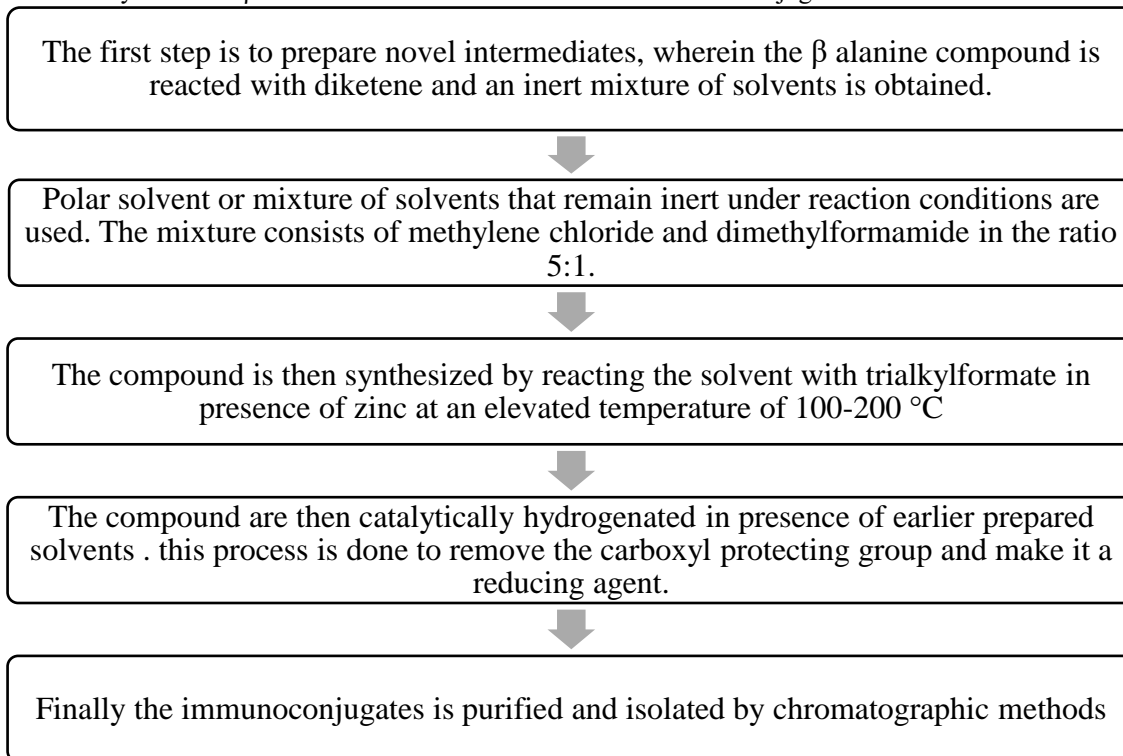 The first step is to prepare novel intermediates, wherein the β alanine compound is
reacted with diketene and an inert mixture of solvents is obtained.
Polar solvent or mixture of solvents that remain inert under reaction conditions are
used. The mixture consists of methylene chloride and dimethylformamide in the ratio
5:1.
The compound is then synthesized by reacting the solvent with trialkylformate in
presence of zinc at an elevated temperature of 100-200 °C
The compound are then catalytically hydrogenated in presence of earlier prepared
solvents . this process is done to remove the carboxyl protecting group and make it a
reducing agent.
Finally the immunoconjugates is purified and isolated by chromatographic methods